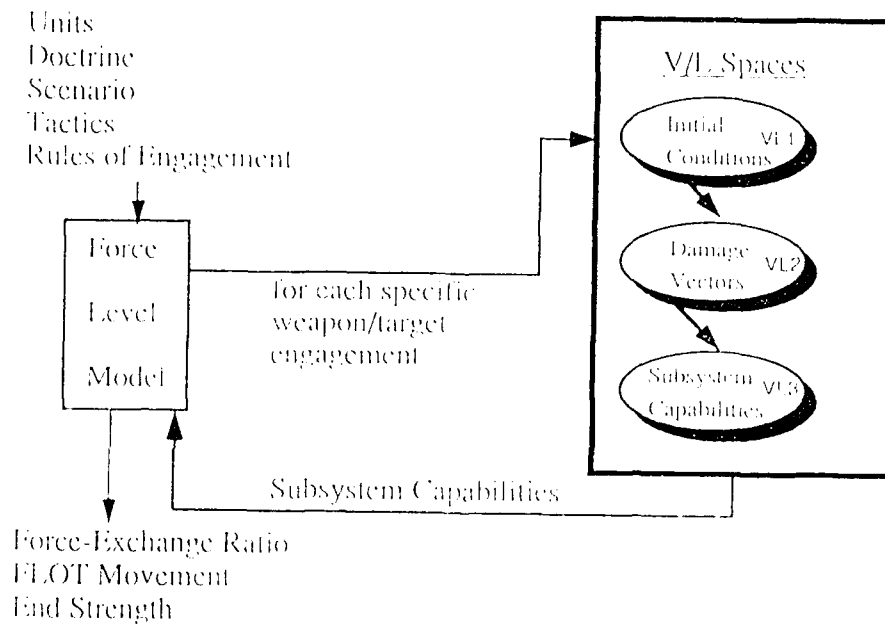 Units
Doctrine
Scenario
Tactics
Rules of Engagement
Force
Level
Model
for each specific
weapon/target
engagement
Subsystem Capabilities
Force-Exchange Ratio
FLOT Movement
End Strength
V/L Spaces
Initial VL1
Conditions
Damage VL2
Vectors
Subsystem VL3
Capabilities